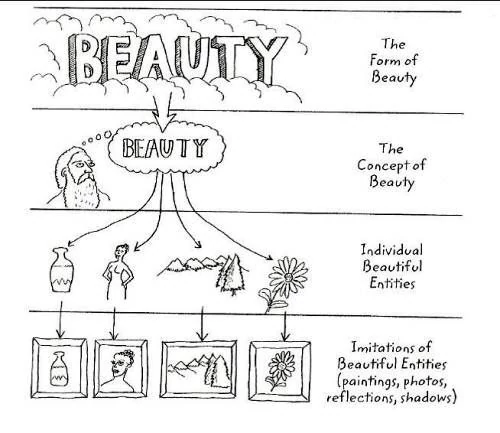 BEAUTY
The
Form of
Beauty
BEAUTY
The
Concept of
Beauty
Individual
Beautiful
Entities
Imitations of
Beautiful Entities
(paintings, photos,
reflections, shadows)